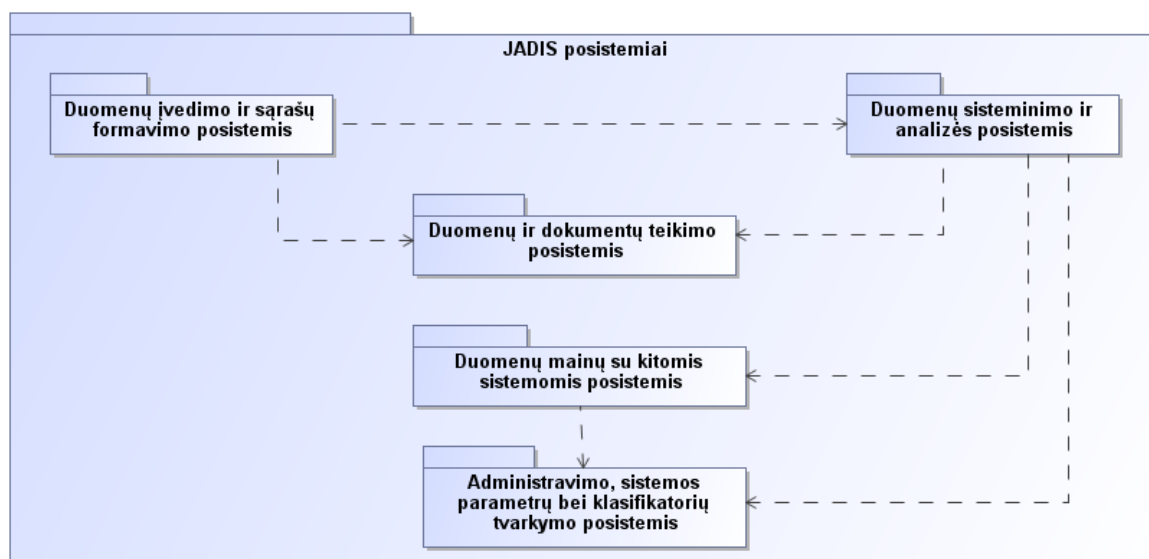 JADIS posistemiai
Duomenų įvedimo ir sąrašų
formavimo posistemis
Duomenų sisteminimo ir
analizės posistemis
Duomenų ir dokumentų teikimo
posistemis
Duomenų mainų su kitomis
sistemomis posistemis
Administravimo, sistemos
parametrų bei klasifikatorių
tvarkymo posistemis